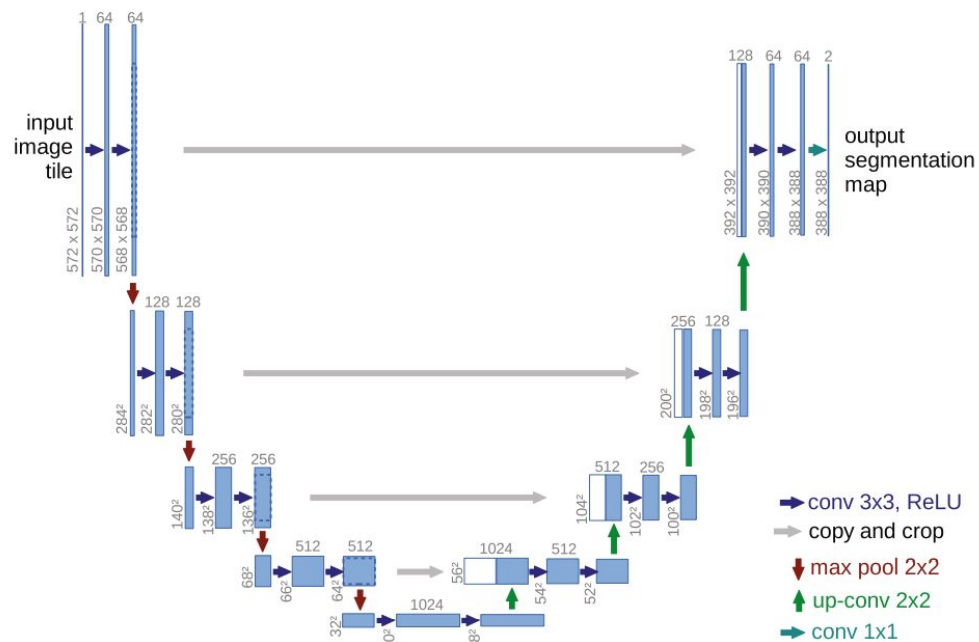 1 64 64
input
image
tile
572 x 572
570 x 570
568 x 568
128 64 64 2
392 x 392
390 x 390
388 x 388
388 x 388
output
segmentation
map
128 128
284²
282²
280²
256 128
200²
198²
196²
256 256
140²
138²
136²
512 256
104²
102²
100²
512 512
68²
66²
64²
1024 512
56²
54²
52²
1024
32²
0²
8²
conv 3x3, ReLU
copy and crop
max pool 2x2
up-conv 2x2
conv 1x1